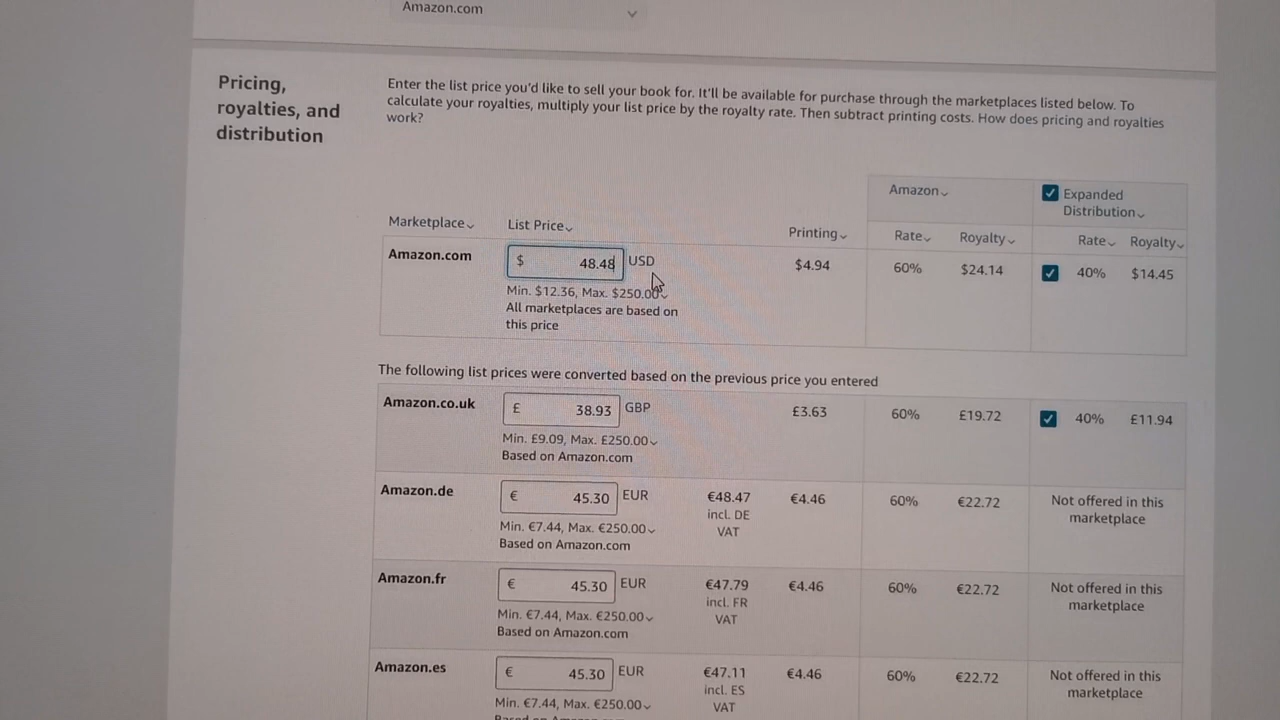 Amazon.com
Pricing,
royalties, and
distribution
Enter the list price you'd like to sell your book for. It'll be available for purchase through the marketplaces listed below. To
calculate your royalties, multiply your list price by the royalty rate. Then subtract printing costs. How does pricing and royalties
work?
Amazon
Expanded
Distribution
Marketplace List Price Printing Rate Royalty Rate Royalty
Amazon.com $ 48.48 USD $4.94 60% $24.14 40% $14.45
Min. $12.36, Max. $250.00
All marketplaces are based on
this price
The following list prices were converted based on the previous price you entered
Amazon.co.uk £ 38.93 GBP £3.63 60% £19.72 40% £11.94
Min. £9.09, Max. £250.00
Based on Amazon.com
Amazon.de € 45.30 EUR €48.47 €4.46 60% €22.72 Not offered in this
incl. DE marketplace
Min. €7.44, Max. €250.00 VAT
Based on Amazon.com
Amazon.fr € 45.30 EUR €47.79 €4.46 60% €22.72 Not offered in this
incl. FR marketplace
Min. €7.44, Max. €250.00 VAT
Based on Amazon.com
Amazon.es € 45.30 EUR €47.11 €4.46 60% €22.72 Not offered in this
incl. ES marketplace
Min. €7.44, Max. €250.00 VAT
Based on Amazon.com